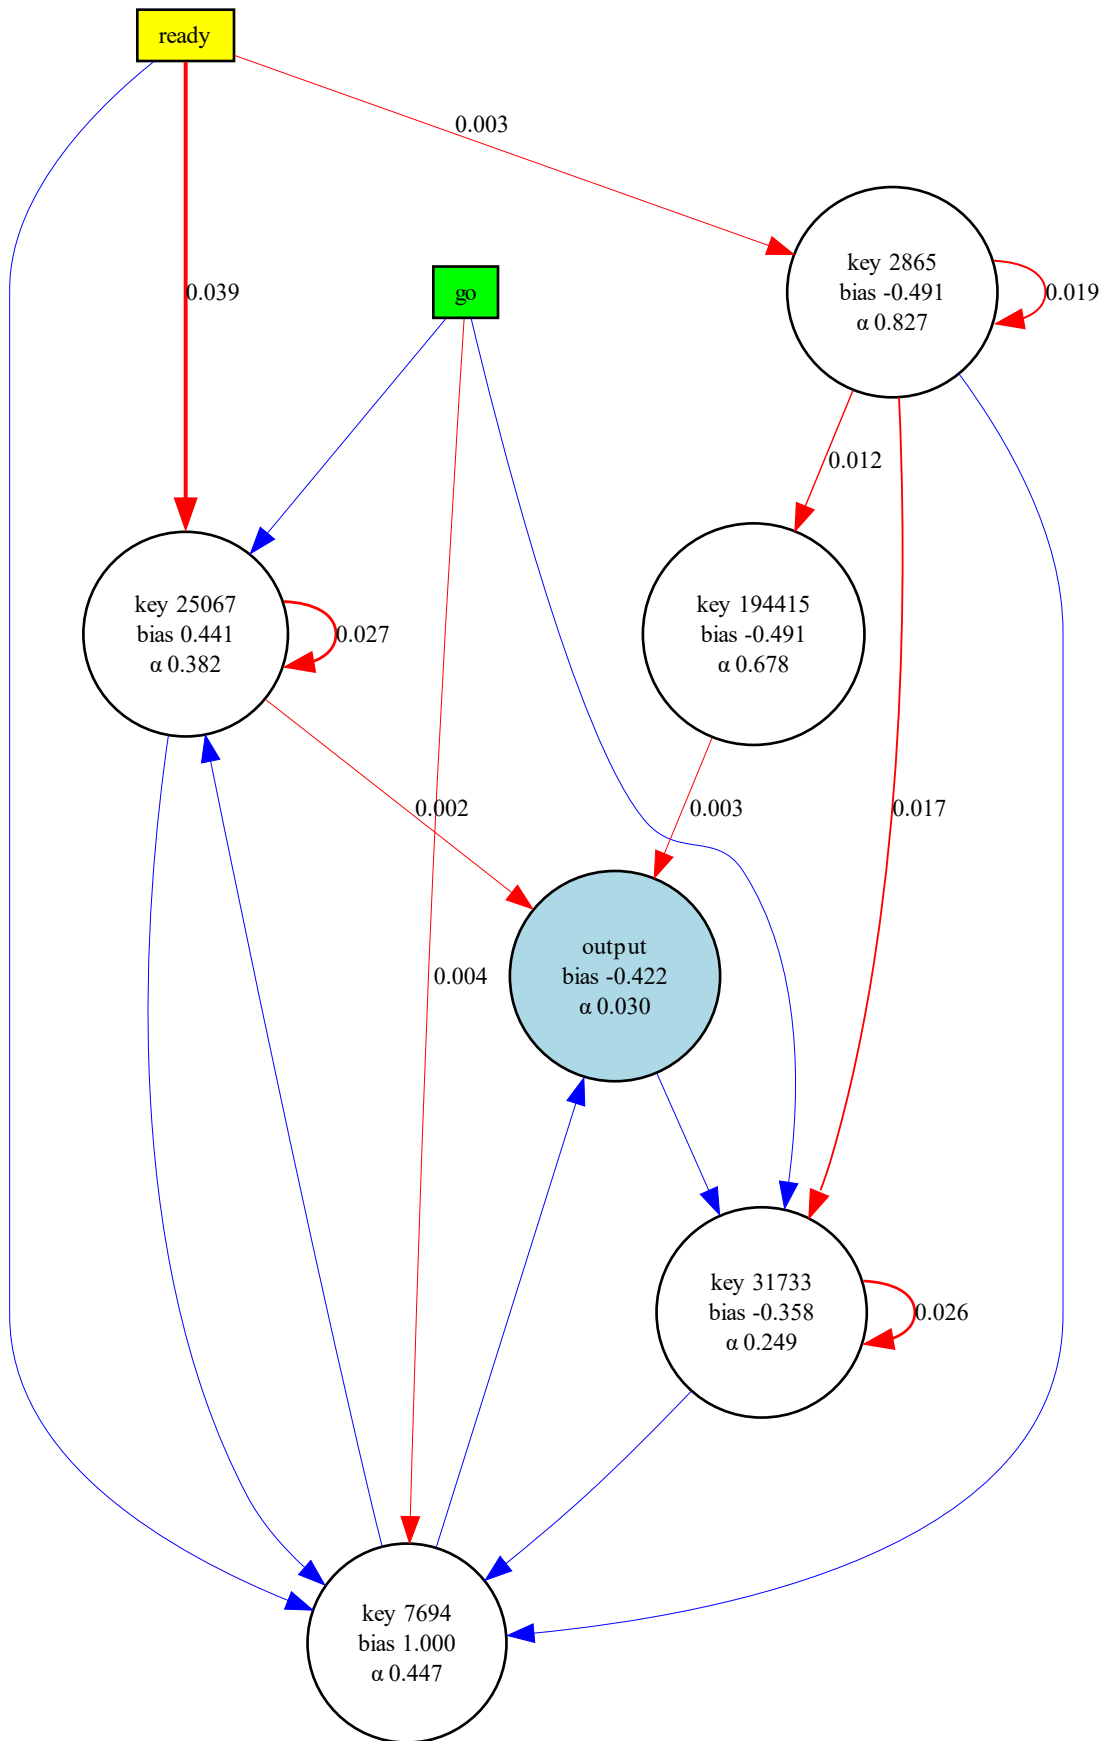 ready
0.003
key 2865
bias -0.491
α 0.827
0.019
go
0.039
0.012
key 25067
bias 0.441
α 0.382
0.027
key 194415
bias -0.491
α 0.678
0.002
0.003
0.017
output
bias -0.422
α 0.030
0.004
key 31733
bias -0.358
α 0.249
0.026
key 7694
bias 1.000
α 0.447